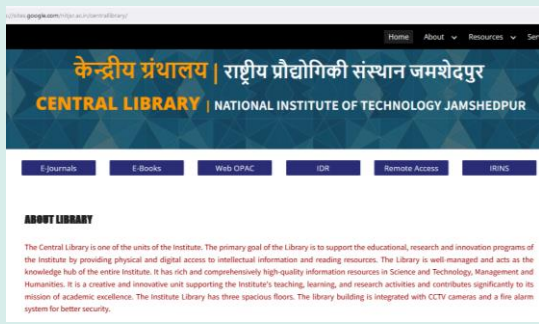 sites.google.com/nitjsr.ac.in/centrallibrary/
Home About Resources
केन्द्रीय ग्रंथालय | राष्ट्रीय प्रौद्योगिकी संस्थान जमशेदपुर
CENTRAL LIBRARY | NATIONAL INSTITUTE OF TECHNOLOGY JAMSHEDPUR
E-Journals E-Books Web OPAC IDR Remote Access IRINS
ABOUT LIBRARY
The Central Library is one of the units of the Institute. The primary goal of the Library is to support the educational, research and innovation programs of
the Institute by providing physical and digital access to intellectual information and reading resources. The Library is well-managed and acts as the
knowledge hub of the entire Institute. It has rich and comprehensively high-quality information resources in Science and Technology, Management and
Humanities. It is a creative and innovative unit supporting the Institute's teaching, learning, and research activities and contributes significantly to its
mission of academic excellence. The Institute Library has three spacious floors. The library building is integrated with CCTV cameras and a fire alarm
system for better security.